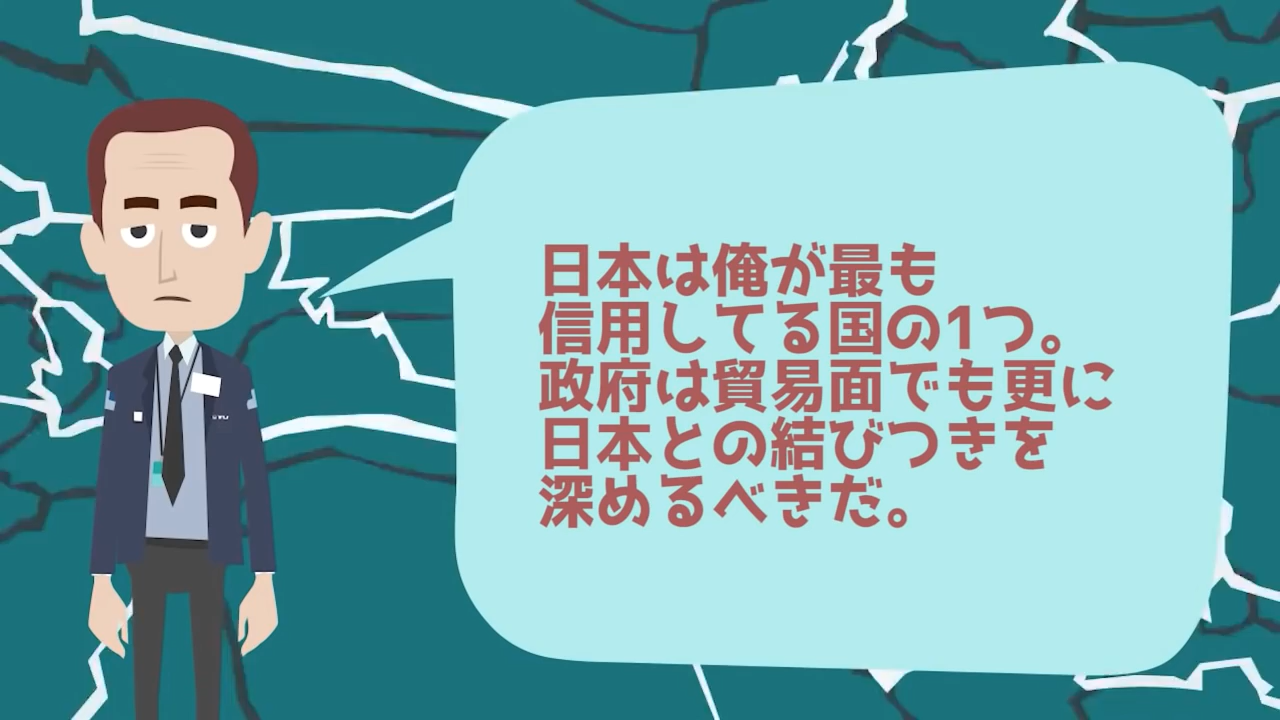 日本は俺が最も
信用してる国の1つ。
政府は貿易面でも更に
日本との結びつきを
深めるべきだ。